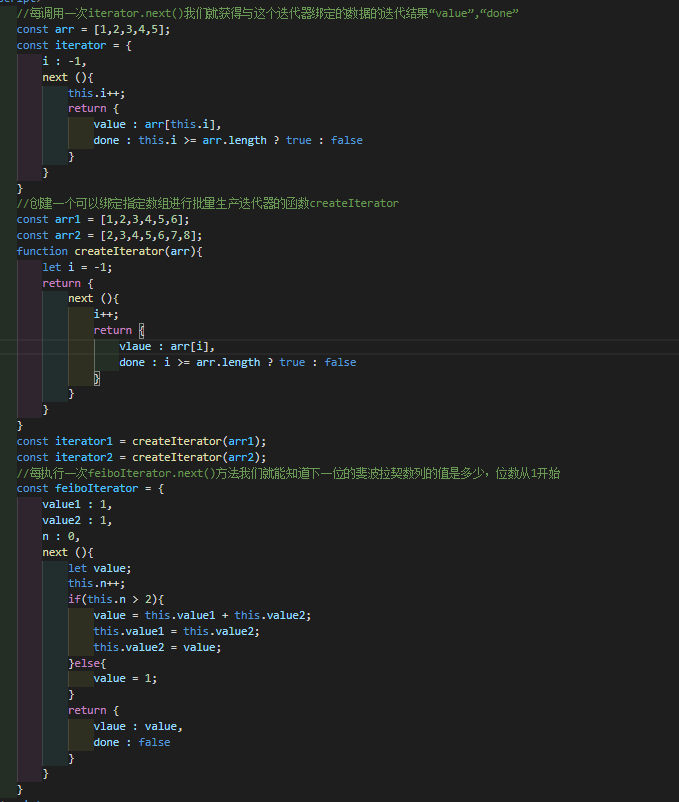 //每调用一次iterator.next()我们就获得与这个迭代器绑定的数据的迭代结果“value”,“done”
const arr = [1,2,3,4,5];
const iterator = {
i : -1,
next (){
this.i++;
return {
value : arr[this.i],
done : this.i >= arr.length ? true : false
}
}
}
//创建一个可以绑定指定数组进行批量生产迭代器的函数createIterator
const arr1 = [1,2,3,4,5,6];
const arr2 = [2,3,4,5,6,7,8];
function createIterator(arr){
let i = -1;
return {
next (){
i++;
return {
vlaue : arr[i],
done : i >= arr.length ? true : false
}
}
}
}
const iterator1 = createIterator(arr1);
const iterator2 = createIterator(arr2);
//每执行一次feiboIterator.next()方法我们就能知道下一位的斐波拉契数列的值是多少，位数从1开始
const feiboIterator = {
value1 : 1,
value2 : 1,
n : 0,
next (){
let value;
this.n++;
if(this.n > 2){
value = this.value1 + this.value2;
this.value1 = this.value2;
this.value2 = value;
}else{
value = 1;
}
return {
vlaue : value,
done : false
}
}
}